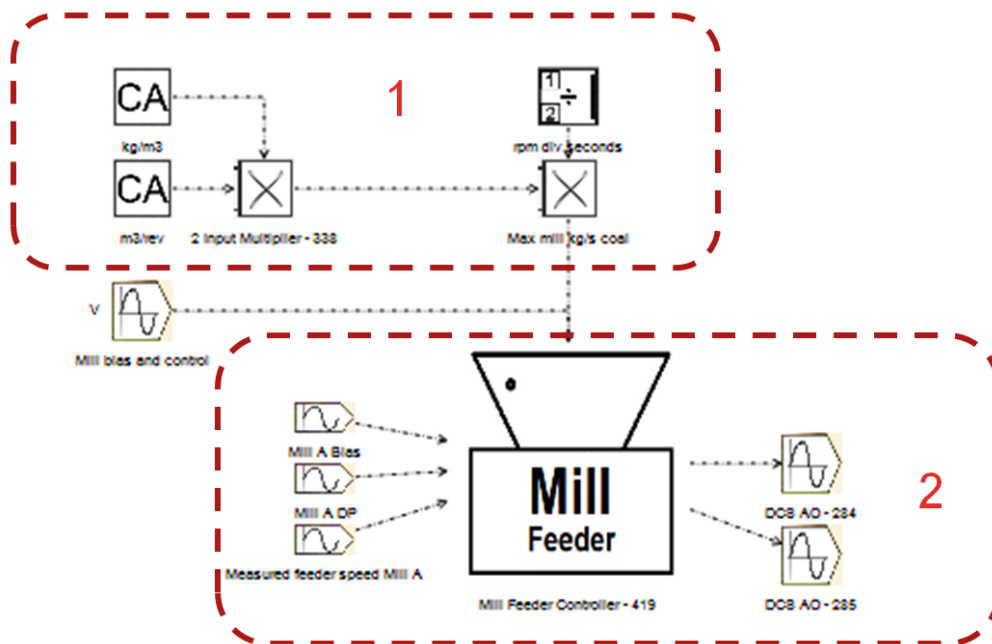 1
CA
1
÷
2
kg/m3
rpm div seconds
CA
m3/rev
2 Input Multiplier - 338
Max mill kg/s coal
V
Mill bias and control
Mill A Bias
Mill A DP
Measured feeder speed Mill A
Mill
Feeder
Mill Feeder Controller - 419
DCS AO - 284
2
DCS AO - 285